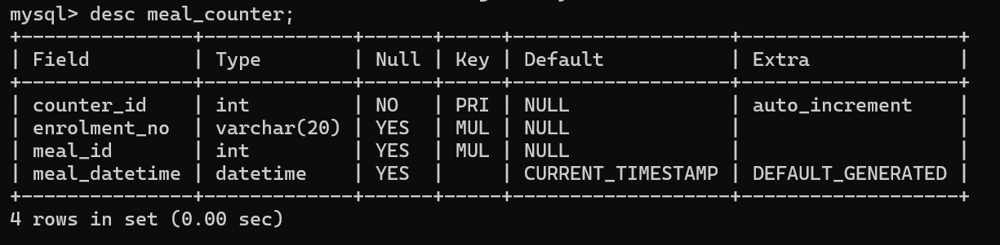 mysql> desc meal_counter;
+----------------+-------------+------+-----+-------------------+-------------------+
| Field          | Type        | Null | Key | Default           | Extra             |
+----------------+-------------+------+-----+-------------------+-------------------+
| counter_id     | int         | NO   | PRI | NULL              | auto_increment    |
| enrolment_no   | varchar(20) | YES  | MUL | NULL              |                   |
| meal_id        | int         | YES  | MUL | NULL              |                   |
| meal_datetime  | datetime    | YES  |     | CURRENT_TIMESTAMP | DEFAULT_GENERATED |
+----------------+-------------+------+-----+-------------------+-------------------+
4 rows in set (0.00 sec)